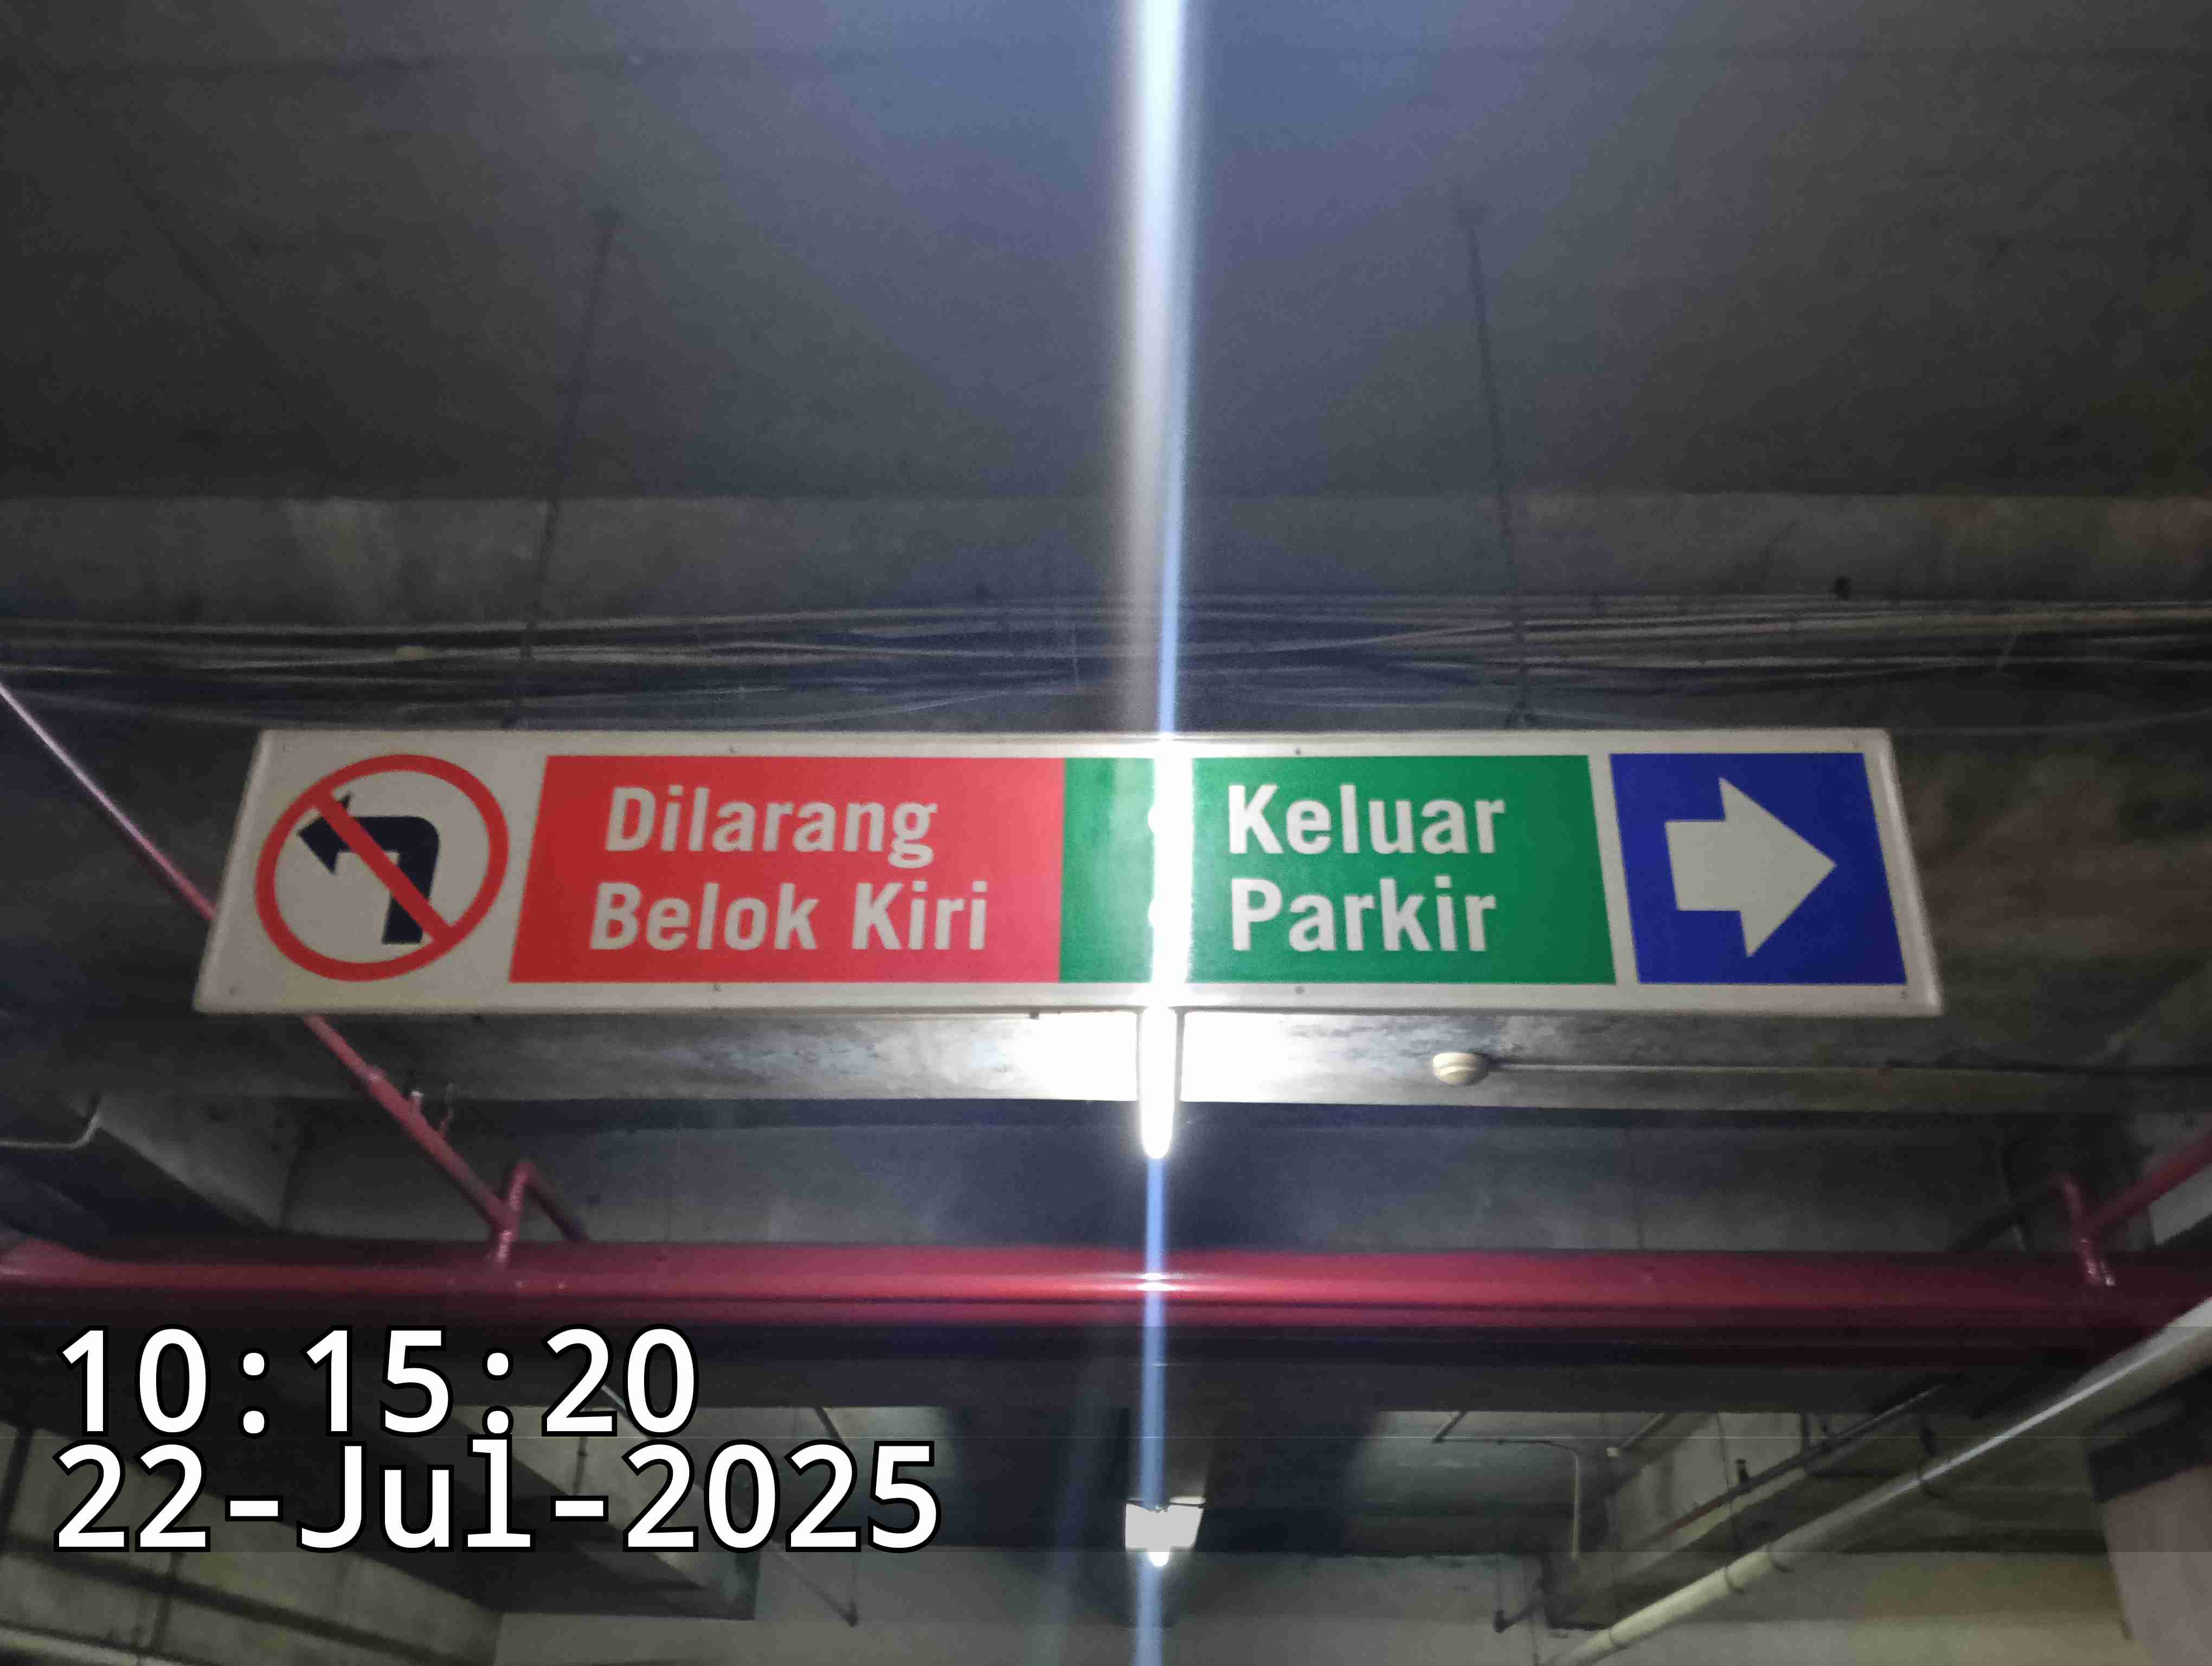 Dilarang
Belok Kiri
Keluar
Parkir
10:15:20
22-Jul-2025